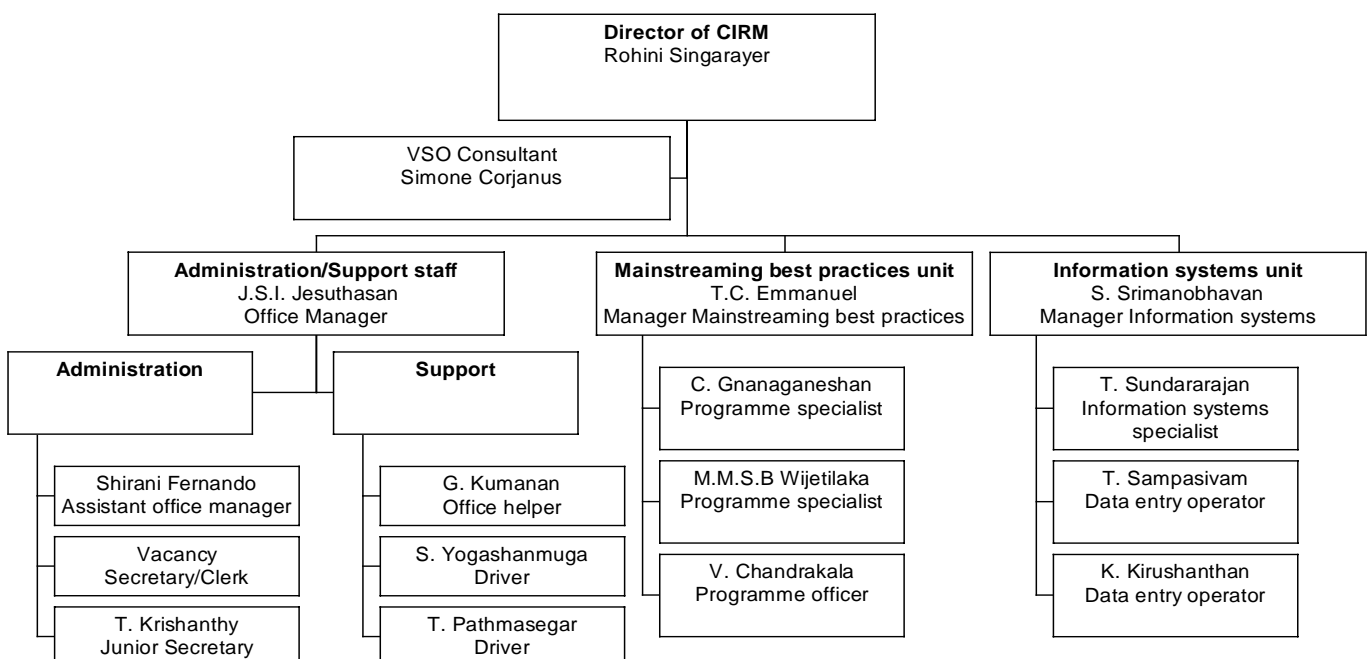 Director of CIRM
Rohini Singarayer
VSO Consultant
Simone Corjanus
Administration/Support staff
J.S.I. Jesuthasan
Office Manager
Mainstreaming best practices unit
T.C. Emmanuel
Manager Mainstreaming best practices
Information systems unit
S. Srimanobhavan
Manager Information systems
Administration
Support
Shirani Fernando
Assistant office manager
Vacancy
Secretary/Clerk
T. Krishanthy
Junior Secretary
G. Kumanan
Office helper
S. Yogashanmuga
Driver
T. Pathmasegar
Driver
C. Gnanaganeshan
Programme specialist
M.M.S.B Wijetilaka
Programme specialist
V. Chandrakala
Programme officer
T. Sundararajan
Information systems
specialist
T. Sampasivam
Data entry operator
K. Kirushanthan
Data entry operator